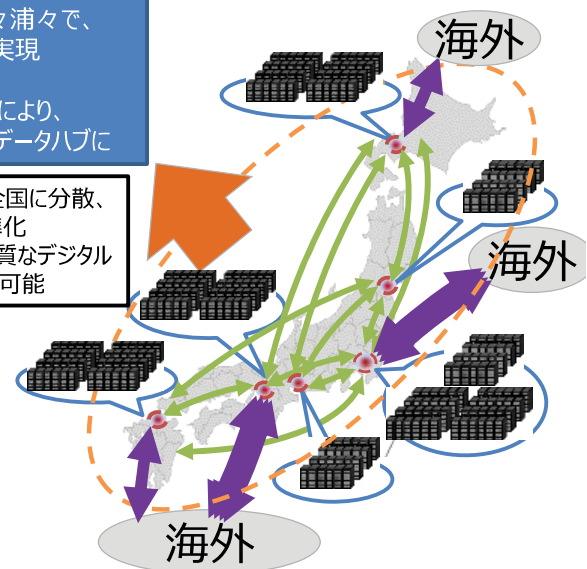 々浦々で、
実現
により、
データハブに
全国に分散、
化
質なデジタル
可能
海外
海外
海外